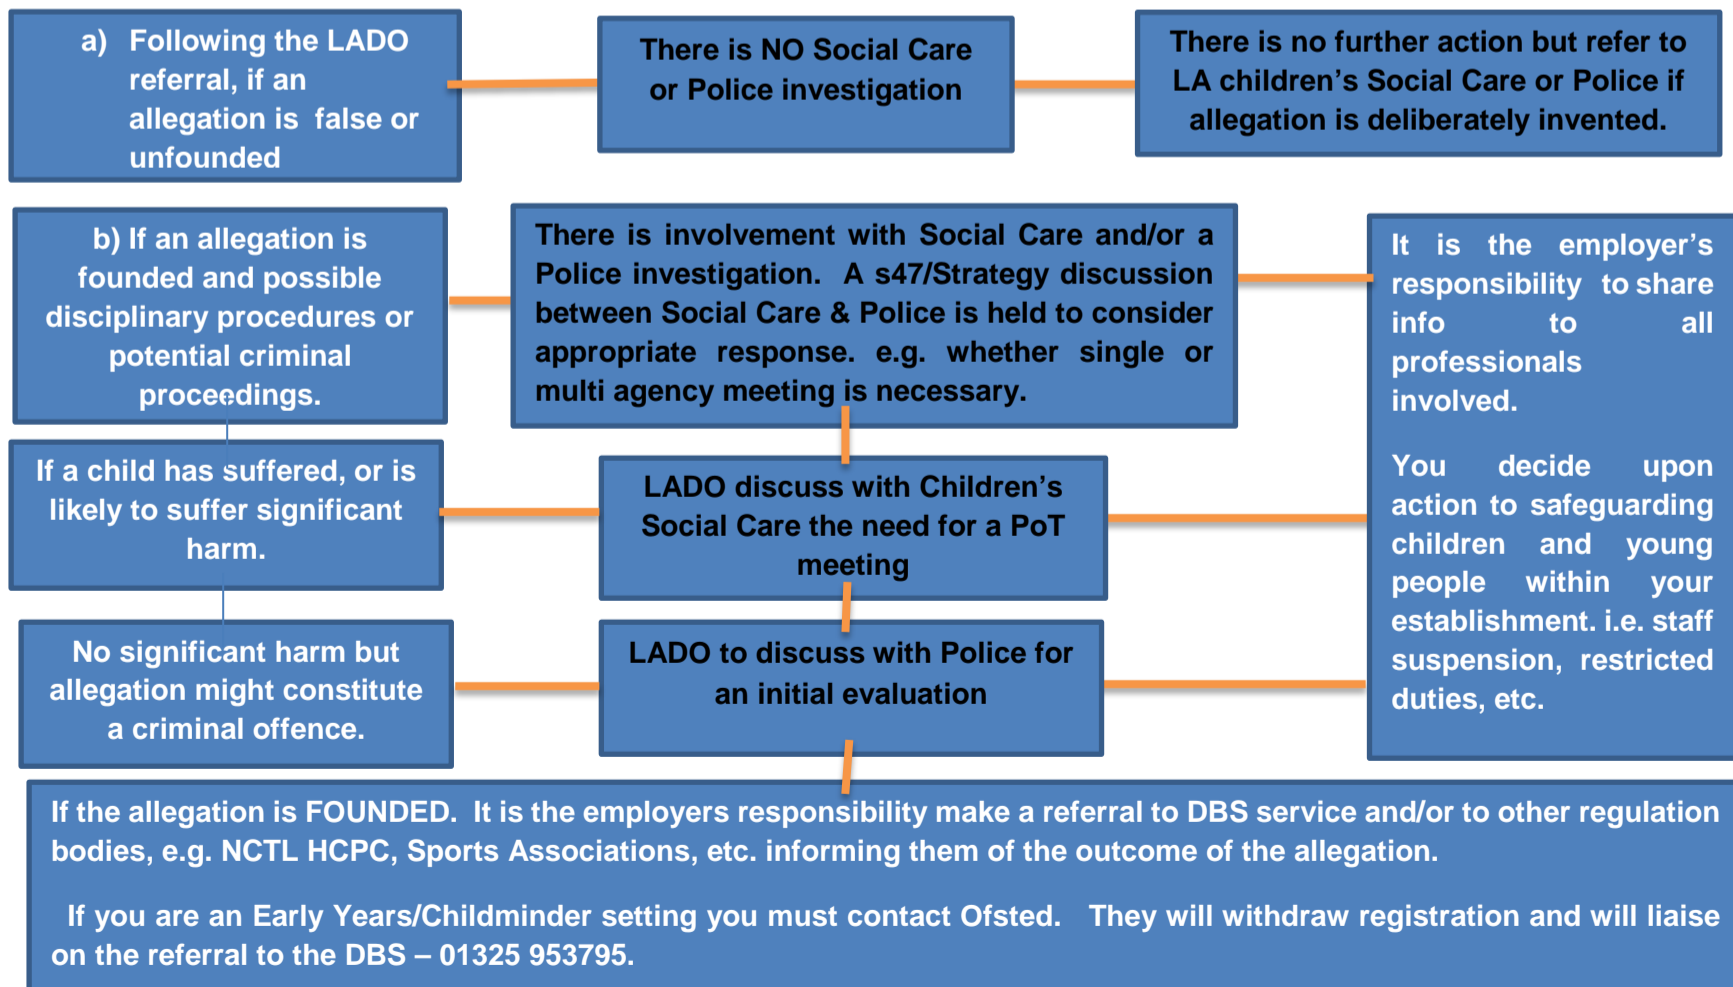 a) Following the LADO
referral, if an
allegation is false or
unfounded
There is NO Social Care
or Police investigation
There is no further action but refer to
LA children's Social Care or Police if
allegation is deliberately invented.
b) If an allegation is
founded and possible
disciplinary procedures or
potential criminal
proceedings.
There is involvement with Social Care and/or a
Police investigation. A s47/Strategy discussion
between Social Care & Police is held to consider
appropriate response. e.g. whether single or
multi agency meeting is necessary.
It is the employer's
responsibility to share
info to all
professionals
involved.
You decide upon
action to safeguarding
children and young
people within your
establishment. i.e. staff
suspension, restricted
duties, etc.
If a child has suffered, or is
likely to suffer significant
harm.
LADO discuss with Children's
Social Care the need for a PoT
meeting
No significant harm but
allegation might constitute
a criminal offence.
LADO to discuss with Police for
an initial evaluation
If the allegation is FOUNDED. It is the employers responsibility make a referral to DBS service and/or to other regulation
bodies, e.g. NCTL HCPC, Sports Associations, etc. informing them of the outcome of the allegation.
If you are an Early Years/Childminder setting you must contact Ofsted. They will withdraw registration and will liaise
on the referral to the DBS – 01325 953795.